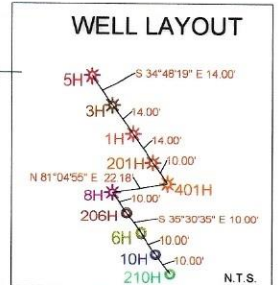 WELL LAYOUT
5H
S 34°48'19" E 14.00'
3H
14.00'
1H
14.00'
201H
10.00'
N 81°04'55" E 22.18
8H
401H
10.00'
206H
S 35°30'35" E 10.00'
6H
10.00'
10H
10.00'
210H
N.T.S.